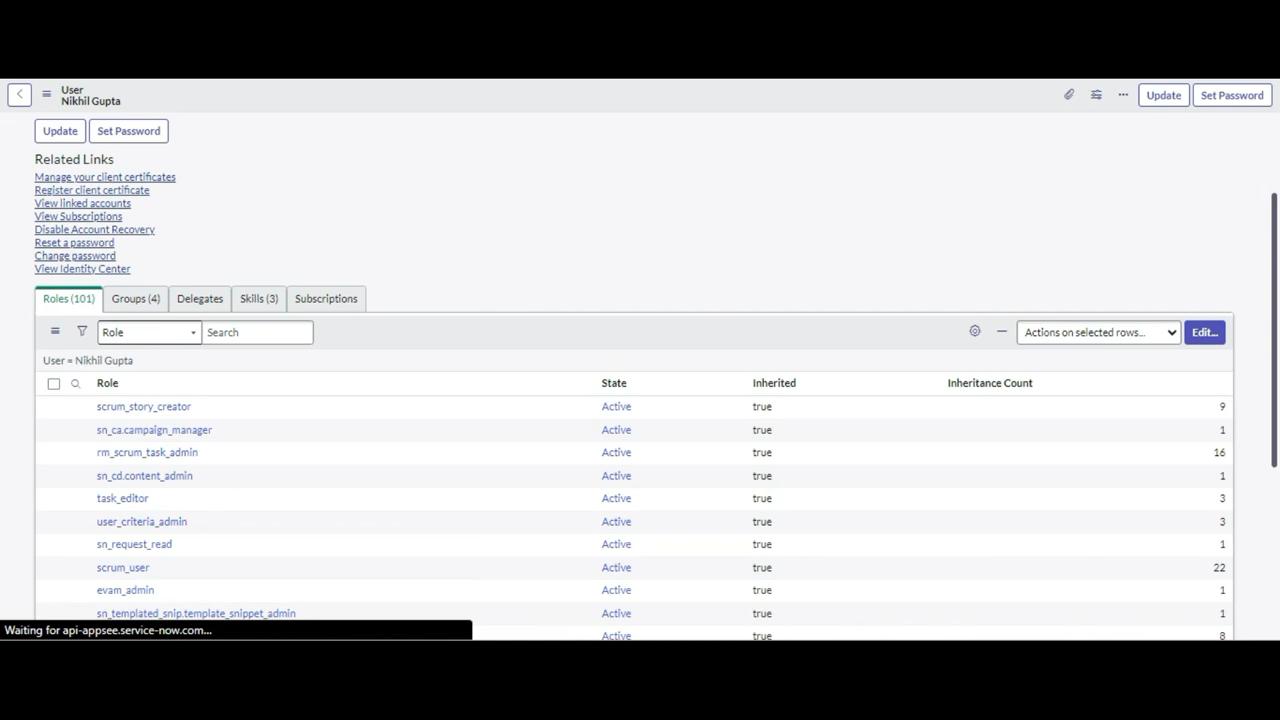 User
Nikhil Gupta
Update Set Password
Update Set Password
Related Links
Manage your client certificates
Register client certificate
View linked accounts
View Subscriptions
Disable Account Recovery
Reset a password
Change password
View Identity Center
Roles (101) Groups (4) Delegates Skills (3) Subscriptions
Role Search Actions on selected rows... Edit...
User = Nikhil Gupta
Role State Inherited Inheritance Count
scrum_story_creator Active true 9
sn_ca.campaign_manager Active true 1
rm_scrum_task_admin Active true 16
sn_cd.content_admin Active true 1
task_editor Active true 3
user_criteria_admin Active true 3
sn_request_read Active true 1
scrum_user Active true 22
evam_admin Active true 1
sn_templated_snip.template_snippet_admin Active true 1
Waiting for api-appsee.service-now.com...
Active true 8